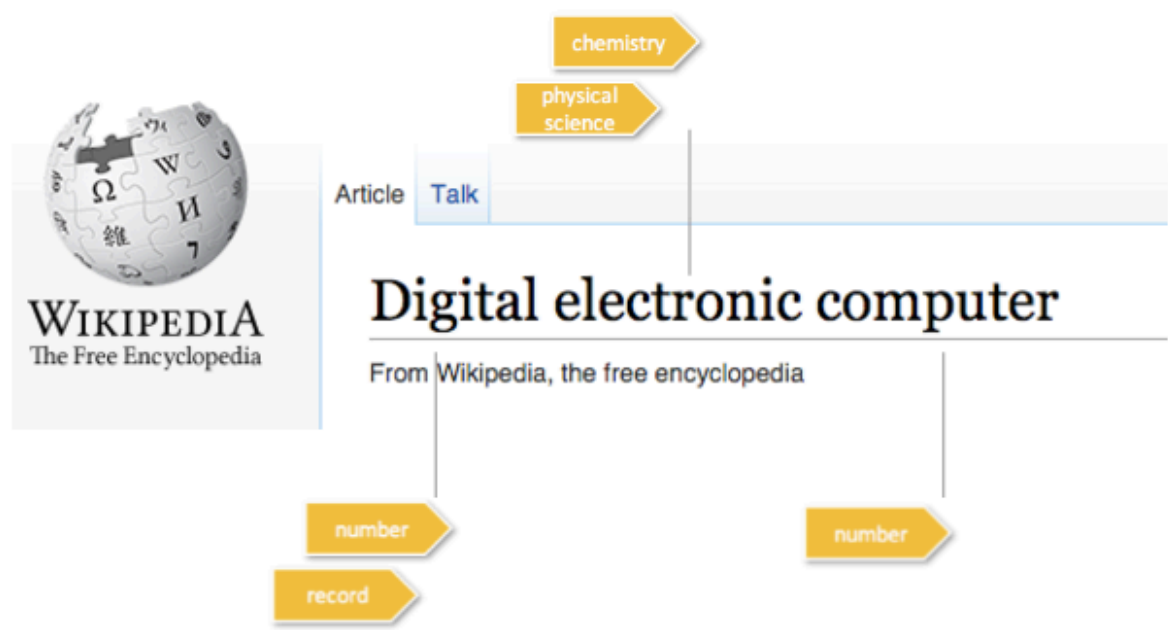 chemistry
physical
science
Article Talk
WIKIPEDIA
The Free Encyclopedia
Digital electronic computer
From Wikipedia, the free encyclopedia
number
number
record